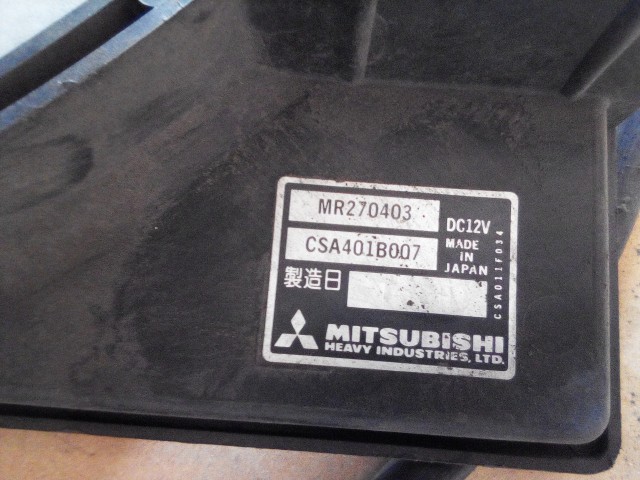 MR270403
CSA401B007
DC12V
MADE
IN
JAPAN
製造日
CSA011F034
MITSUBISHI
HEAVY INDUSTRIES, LTD.